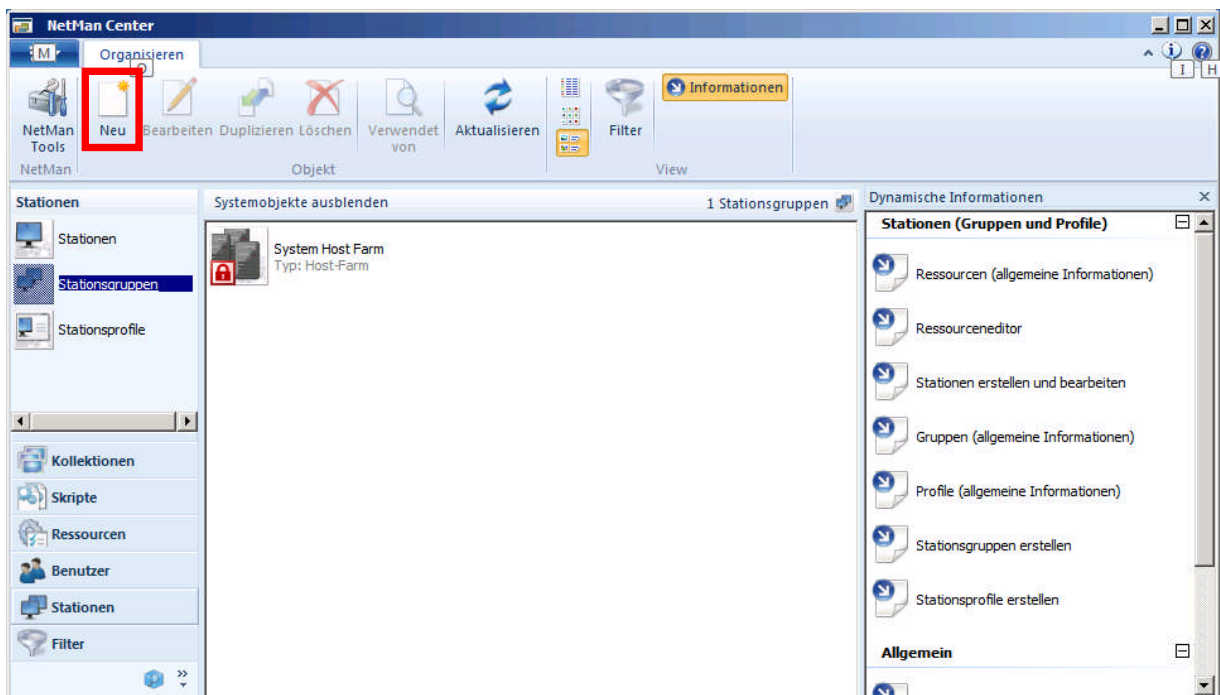 NetMan Center
M
Organisieren
O
I
H
NetMan Tools
Neu
Bearbeiten
Duplizieren
Löschen
Verwendet von
Aktualisieren
Filter
Informationen
NetMan
Objekt
View
Stationen
Stationen
Stationsgruppen
Stationsprofile
Kollektionen
Skripte
Ressourcen
Benutzer
Stationen
Filter
Systemobjekte ausblenden
1 Stationsgruppen
System Host Farm
Typ: Host-Farm
Dynamische Informationen
Stationen (Gruppen und Profile)
Ressourcen (allgemeine Informationen)
Ressourceneditor
Stationen erstellen und bearbeiten
Gruppen (allgemeine Informationen)
Profile (allgemeine Informationen)
Stationsgruppen erstellen
Stationsprofile erstellen
Allgemein